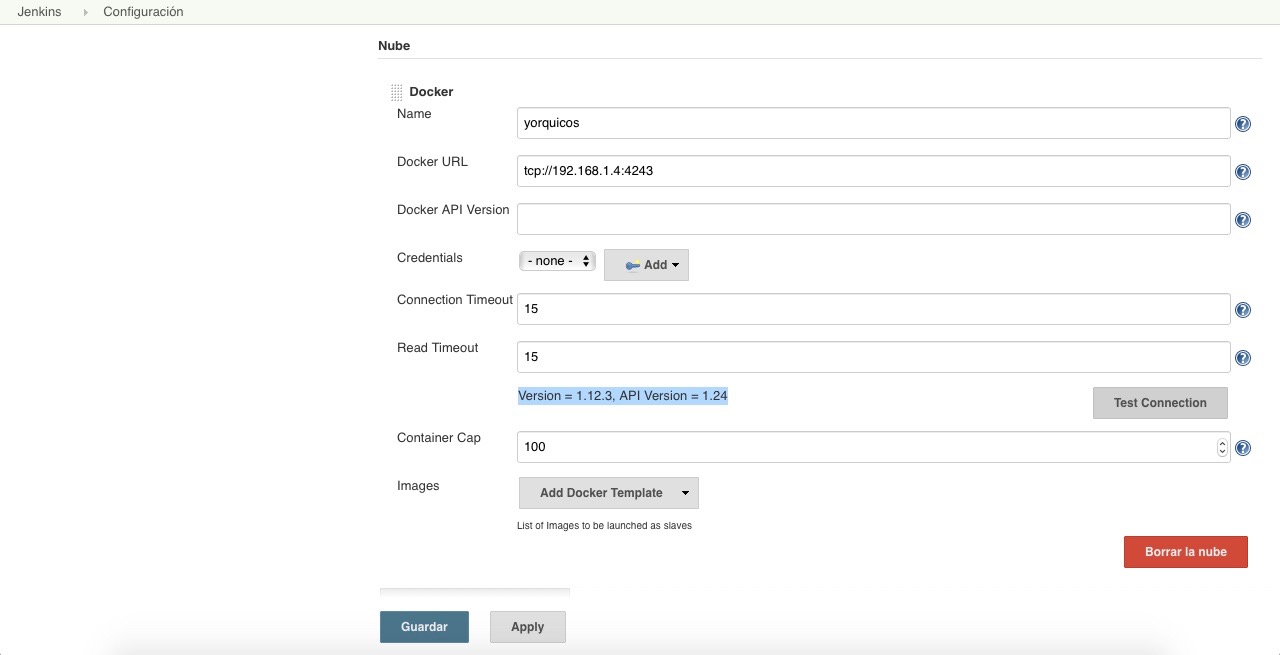 Jenkins Configuración
Nube
Docker
Name
yorquicos
Docker URL
tcp://192.168.1.4:4243
Docker API Version
Credentials
- none -
Add
Connection Timeout
15
Read Timeout
15
Version = 1.12.3, API Version = 1.24
Test Connection
Container Cap
100
Images
Add Docker Template
List of Images to be launched as slaves
Borrar la nube
Guardar
Apply